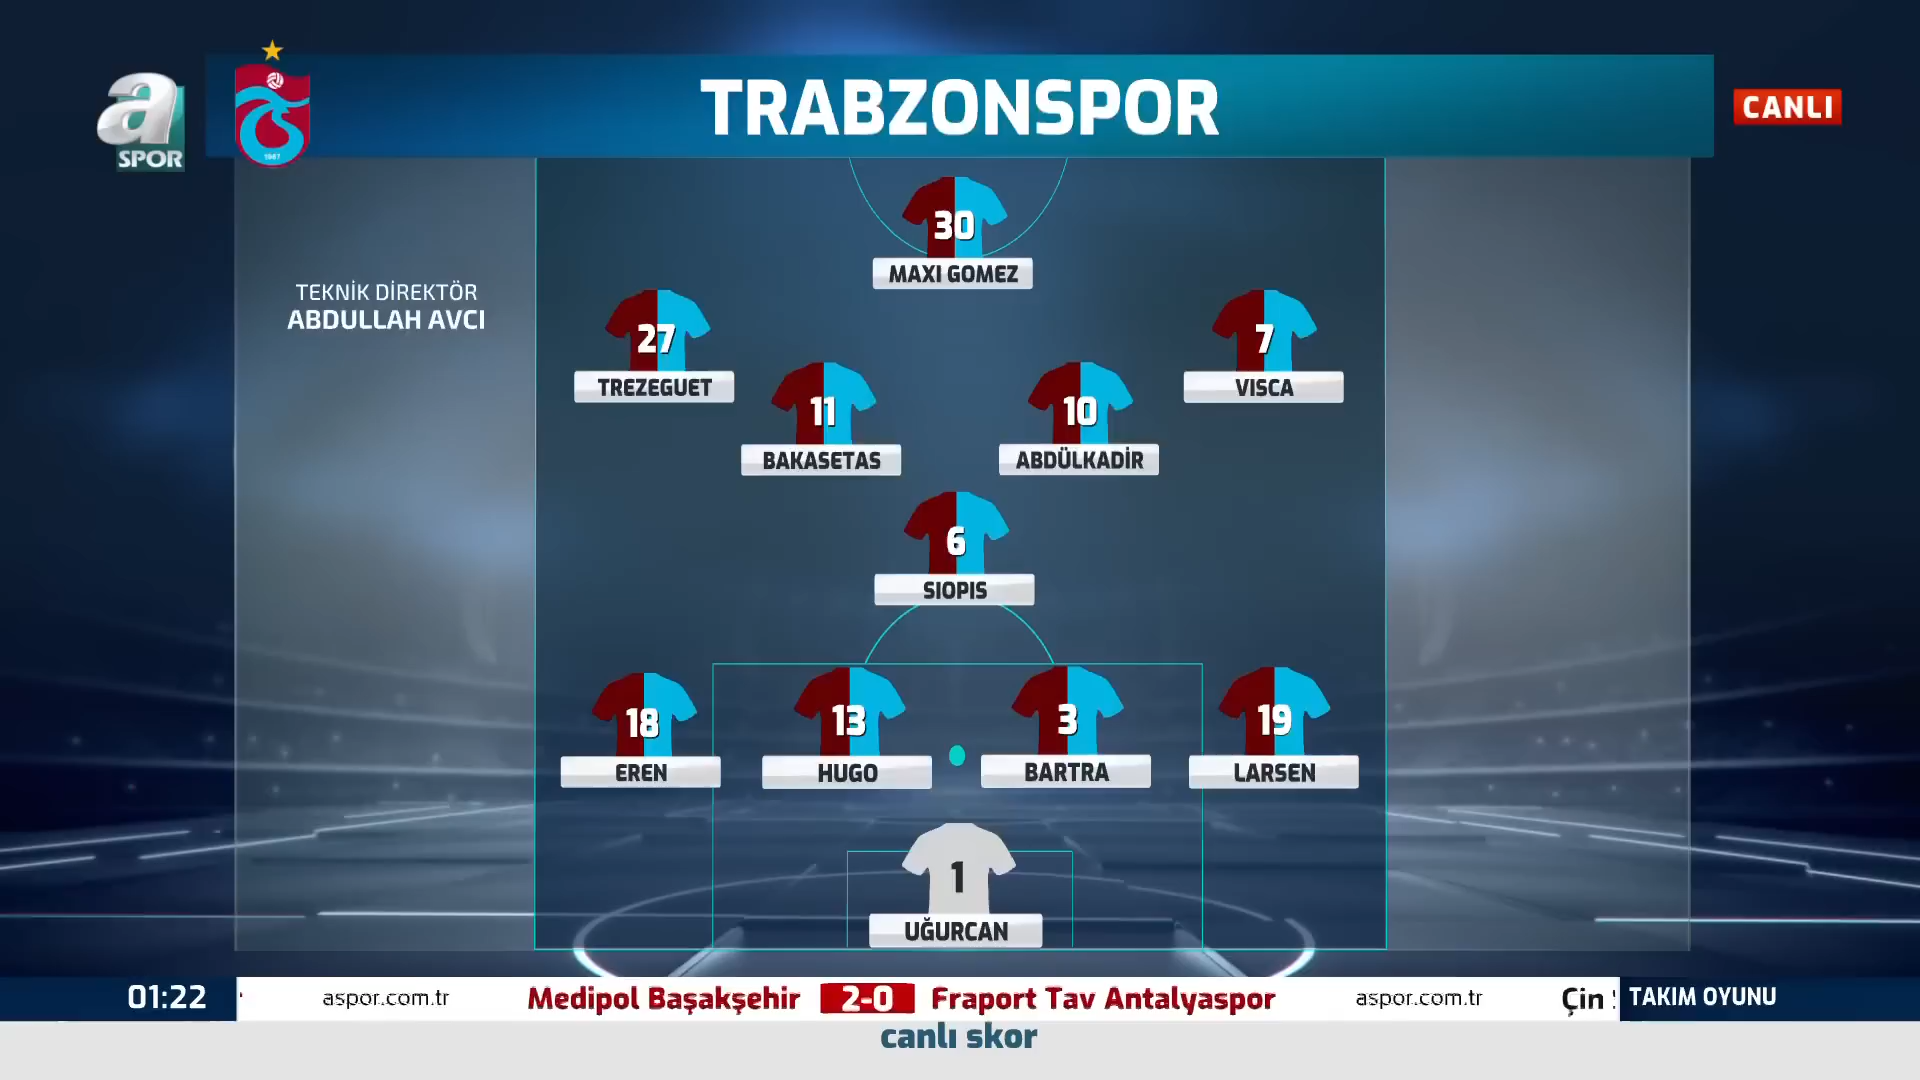 TRABZONSPOR
a
SPOR
1967
CANLI
TEKNİK DİREKTÖR
ABDULLAH AVCI
30
MAXI GOMEZ
27
TREZEGUET
7
VISCA
11
BAKASETAS
10
ABDÜLKADİR
6
SIOPIS
18
EREN
13
HUGO
3
BARTRA
19
LARSEN
1
UĞURCAN
01:22
aspor.com.tr
Medipol Başakşehir 2-0 Fraport Tav Antalyaspor
aspor.com.tr
Çin
TAKIM OYUNU
canlı skor